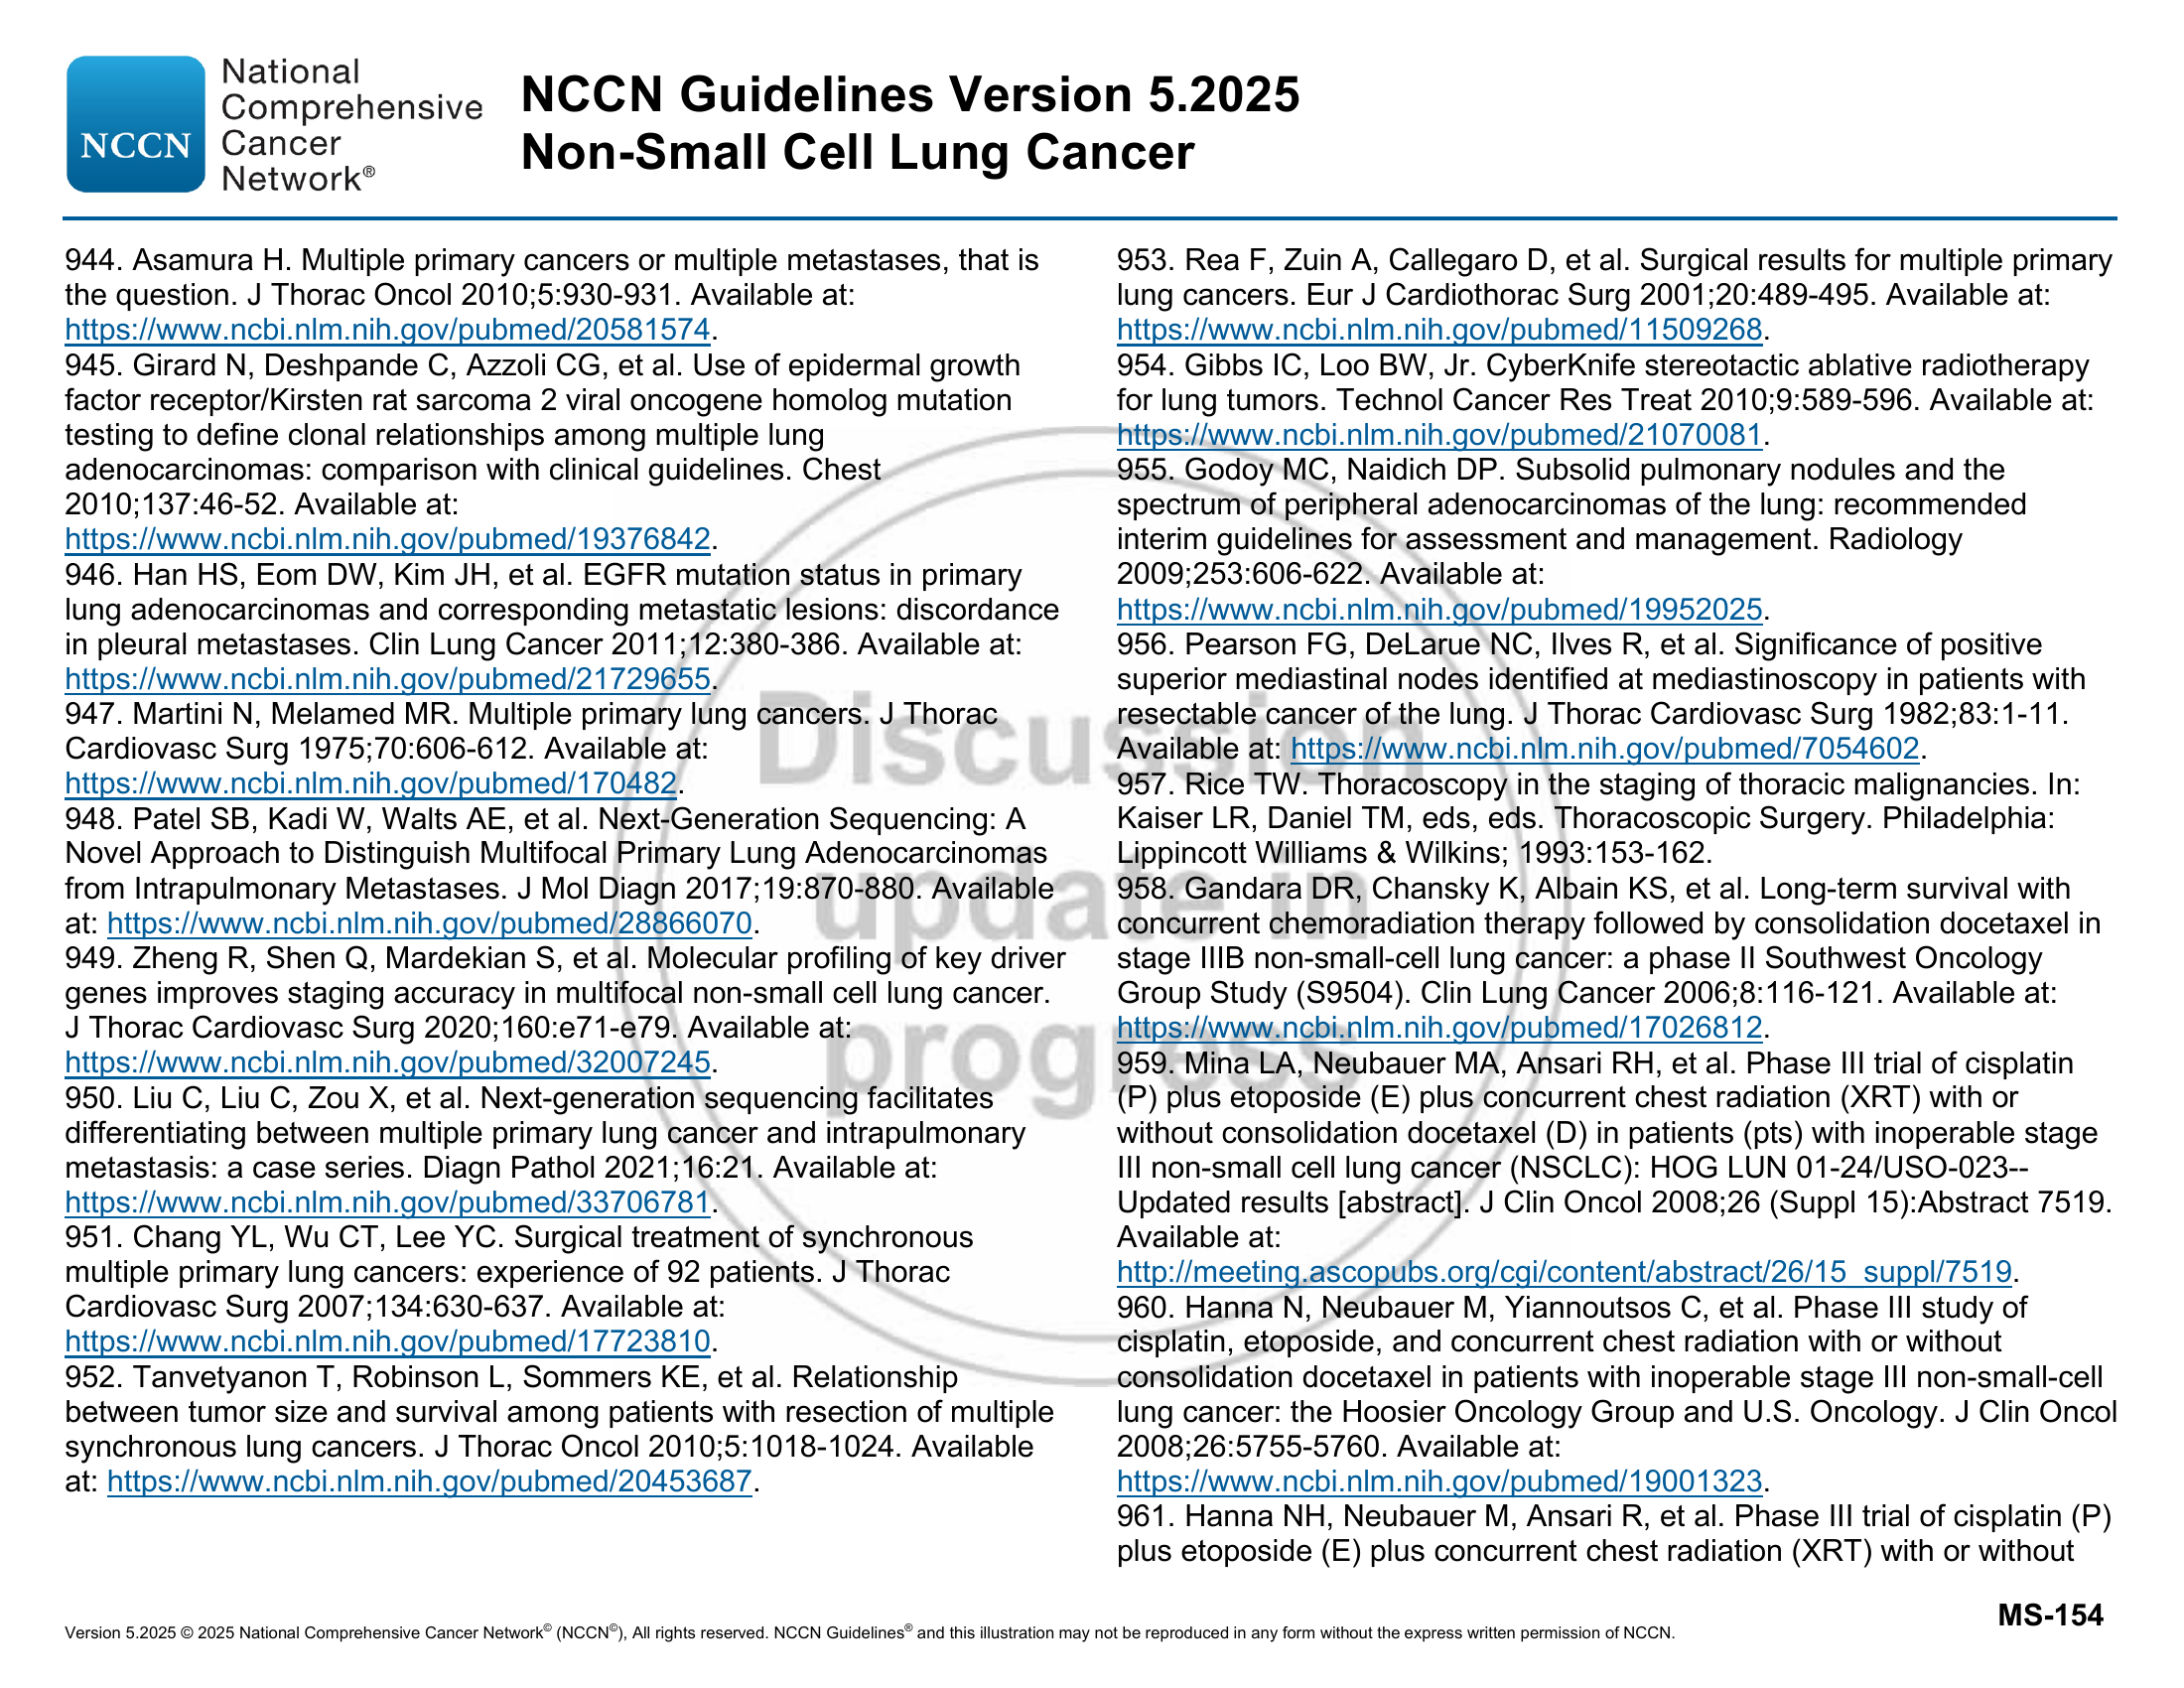 National
Comprehensive
NCCN Cancer
Network®
NCCN Guidelines Version 5.2025
Non-Small Cell Lung Cancer
944. Asamura H. Multiple primary cancers or multiple metastases, that is
the question. J Thorac Oncol 2010;5:930-931. Available at:
https://www.ncbi.nlm.nih.gov/pubmed/20581574.
945. Girard N, Deshpande C, Azzoli CG, et al. Use of epidermal growth
factor receptor/Kirsten rat sarcoma 2 viral oncogene homolog mutation
testing to define clonal relationships among multiple lung
adenocarcinomas: comparison with clinical guidelines. Chest
2010;137:46-52. Available at:
https://www.ncbi.nlm.nih.gov/pubmed/19376842.
946. Han HS, Eom DW, Kim JH, et al. EGFR mutation status in primary
lung adenocarcinomas and corresponding metastatic lesions: discordance
in pleural metastases. Clin Lung Cancer 2011;12:380-386. Available at:
https://www.ncbi.nlm.nih.gov/pubmed/21729655.
947. Martini N, Melamed MR. Multiple primary lung cancers. J Thorac
Cardiovasc Surg 1975;70:606-612. Available at:
https://www.ncbi.nlm.nih.gov/pubmed/170482.
948. Patel SB, Kadi W, Walts AE, et al. Next-Generation Sequencing: A
Novel Approach to Distinguish Multifocal Primary Lung Adenocarcinomas
from Intrapulmonary Metastases. J Mol Diagn 2017;19:870-880. Available
at: https://www.ncbi.nlm.nih.gov/pubmed/28866070.
949. Zheng R, Shen Q, Mardekian S, et al. Molecular profiling of key driver
genes improves staging accuracy in multifocal non-small cell lung cancer.
J Thorac Cardiovasc Surg 2020;160:e71-e79. Available at:
https://www.ncbi.nlm.nih.gov/pubmed/32007245.
950. Liu C, Liu C, Zou X, et al. Next-generation sequencing facilitates
differentiating between multiple primary lung cancer and intrapulmonary
metastasis: a case series. Diagn Pathol 2021;16:21. Available at:
https://www.ncbi.nlm.nih.gov/pubmed/33706781.
951. Chang YL, Wu CT, Lee YC. Surgical treatment of synchronous
multiple primary lung cancers: experience of 92 patients. J Thorac
Cardiovasc Surg 2007;134:630-637. Available at:
https://www.ncbi.nlm.nih.gov/pubmed/17723810.
952. Tanvetyanon T, Robinson L, Sommers KE, et al. Relationship
between tumor size and survival among patients with resection of multiple
synchronous lung cancers. J Thorac Oncol 2010;5:1018-1024. Available
at: https://www.ncbi.nlm.nih.gov/pubmed/20453687.
953. Rea F, Zuin A, Callegaro D, et al. Surgical results for multiple primary
lung cancers. Eur J Cardiothorac Surg 2001;20:489-495. Available at:
https://www.ncbi.nlm.nih.gov/pubmed/11509268.
954. Gibbs IC, Loo BW, Jr. CyberKnife stereotactic ablative radiotherapy
for lung tumors. Technol Cancer Res Treat 2010;9:589-596. Available at:
https://www.ncbi.nlm.nih.gov/pubmed/21070081.
955. Godoy MC, Naidich DP. Subsolid pulmonary nodules and the
spectrum of peripheral adenocarcinomas of the lung: recommended
interim guidelines for assessment and management. Radiology
2009;253:606-622. Available at:
https://www.ncbi.nlm.nih.gov/pubmed/19952025.
956. Pearson FG, DeLarue NC, Ilves R, et al. Significance of positive
superior mediastinal nodes identified at mediastinoscopy in patients with
resectable cancer of the lung. J Thorac Cardiovasc Surg 1982;83:1-11.
Available at: https://www.ncbi.nlm.nih.gov/pubmed/7054602.
957. Rice TW. Thoracoscopy in the staging of thoracic malignancies. In:
Kaiser LR, Daniel TM, eds, eds. Thoracoscopic Surgery. Philadelphia:
Lippincott Williams & Wilkins; 1993:153-162.
958. Gandara DR, Chansky K, Albain KS, et al. Long-term survival with
concurrent chemoradiation therapy followed by consolidation docetaxel in
stage IIIB non-small-cell lung cancer: a phase II Southwest Oncology
Group Study (S9504). Clin Lung Cancer 2006;8:116-121. Available at:
https://www.ncbi.nlm.nih.gov/pubmed/17026812.
959. Mina LA, Neubauer MA, Ansari RH, et al. Phase III trial of cisplatin
(P) plus etoposide (E) plus concurrent chest radiation (XRT) with or
without consolidation docetaxel (D) in patients (pts) with inoperable stage
III non-small cell lung cancer (NSCLC): HOG LUN 01-24/USO-023--
Updated results [abstract]. J Clin Oncol 2008;26 (Suppl 15):Abstract 7519.
Available at:
http://meeting.ascopubs.org/cgi/content/abstract/26/15_suppl/7519.
960. Hanna N, Neubauer M, Yiannoutsos C, et al. Phase III study of
cisplatin, etoposide, and concurrent chest radiation with or without
consolidation docetaxel in patients with inoperable stage III non-small-cell
lung cancer: the Hoosier Oncology Group and U.S. Oncology. J Clin Oncol
2008;26:5755-5760. Available at:
https://www.ncbi.nlm.nih.gov/pubmed/19001323.
961. Hanna NH, Neubauer M, Ansari R, et al. Phase III trial of cisplatin (P)
plus etoposide (E) plus concurrent chest radiation (XRT) with or without
Discussion
update in
progress
MS-154
Version 5.2025 © 2025 National Comprehensive Cancer Network© (NCCN©), All rights reserved. NCCN Guidelines® and this illustration may not be reproduced in any form without the express written permission of NCCN.